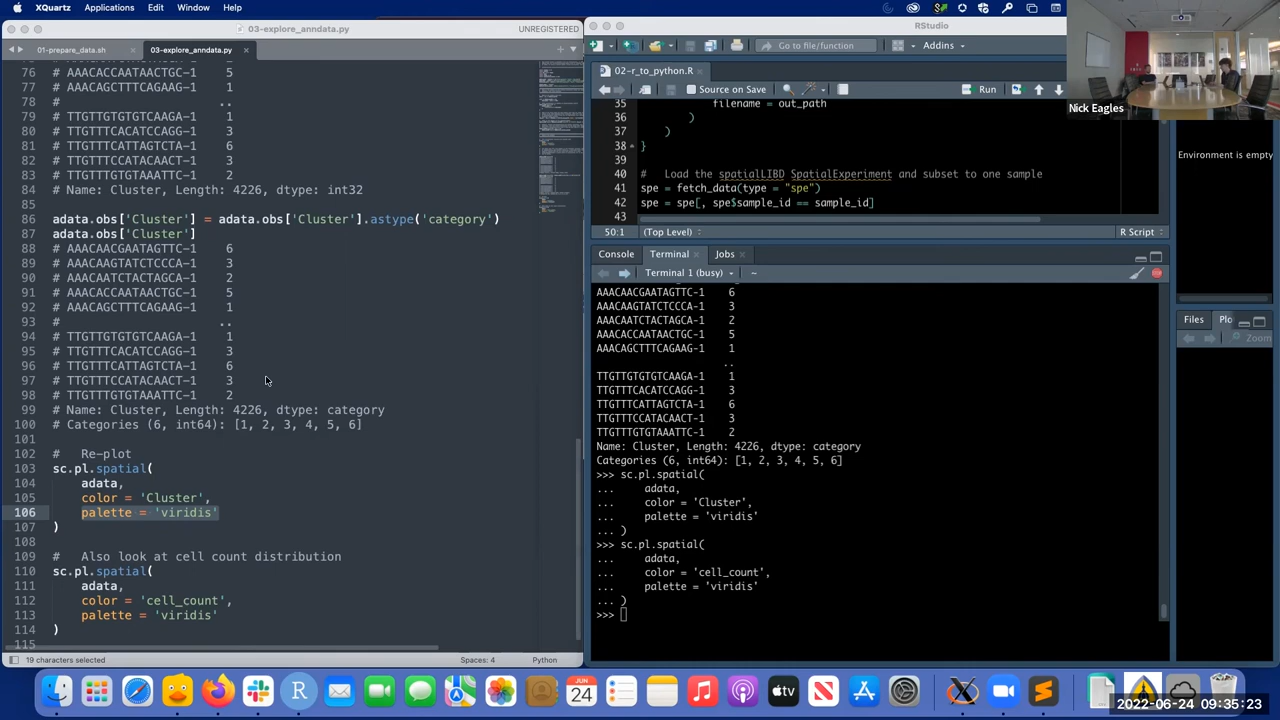 XQuartz Applications Edit Window Help
03-explore_anndata.py UNREGISTERED
01-prepare_data.sh × 03-explore_anndata.py ×
76 # AAACACCAATAACTGC-1 5
77 # AAACAGCTTTCAGAAG-1 1
78 # ..
79 # TTGTTGTGTGTCAAGA-1 1
80 # TTGTTTCACATCCAGG-1 3
81 # TTGTTTCATTAGTCTA-1 6
82 # TTGTTTCCATACAACT-1 3
83 # TTGTTTGTGTAAATTC-1 2
84 # Name: Cluster, Length: 4226, dtype: int32
85
86 adata.obs['Cluster'] = adata.obs['Cluster'].astype('category')
87 adata.obs['Cluster']
88 # AAACAACGAATAGTTC-1 6
89 # AAACAAGTATCTCCCA-1 3
90 # AAACAATCTACTAGCA-1 2
91 # AAACACCAATAACTGC-1 5
92 # AAACAGCTTTCAGAAG-1 1
93 # ..
94 # TTGTTGTGTGTCAAGA-1 1
95 # TTGTTTCACATCCAGG-1 3
96 # TTGTTTCATTAGTCTA-1 6
97 # TTGTTTCCATACAACT-1 3
98 # TTGTTTGTGTAAATTC-1 2
99 # Name: Cluster, Length: 4226, dtype: category
100 # Categories (6, int64): [1, 2, 3, 4, 5, 6]
101
102 # Re-plot
103 sc.pl.spatial(
104 adata,
105 color = 'Cluster',
106 palette = 'viridis'
107 )
108
109 # Also look at cell count distribution
110 sc.pl.spatial(
111 adata,
112 color = 'cell_count',
113 palette = 'viridis'
114 )
115
19 characters selected Spaces: 4 Python
RStudio
Go to file/function Addins
02-r_to_python.R ×
Source on Save Run
35 filename = out_path
36 )
37 )
38 }
39
40 # Load the spatialLIBD SpatialExperiment and subset to one sample
41 spe = fetch_data(type = "spe")
42 spe = spe[, spe$sample_id == sample_id]
43
50:1 (Top Level) R Script
Console Terminal × Jobs ×
Terminal 1 (busy) ~
AAACAACGAATAGTTC-1 6
AAACAAGTATCTCCCA-1 3
AAACAATCTACTAGCA-1 2
AAACACCAATAACTGC-1 5
AAACAGCTTTCAGAAG-1 1
..
TTGTTGTGTGTCAAGA-1 1
TTGTTTCACATCCAGG-1 3
TTGTTTCATTAGTCTA-1 6
TTGTTTCCATACAACT-1 3
TTGTTTGTGTAAATTC-1 2
Name: Cluster, Length: 4226, dtype: category
Categories (6, int64): [1, 2, 3, 4, 5, 6]
>>> sc.pl.spatial(
... adata,
... color = 'Cluster',
... palette = 'viridis'
... )
>>> sc.pl.spatial(
... adata,
... color = 'cell_count',
... palette = 'viridis'
... )
>>>
Nick Eagles
Environment is empty
Files Plo
Zoom
JUN
24
2022-06-24 09:35:23